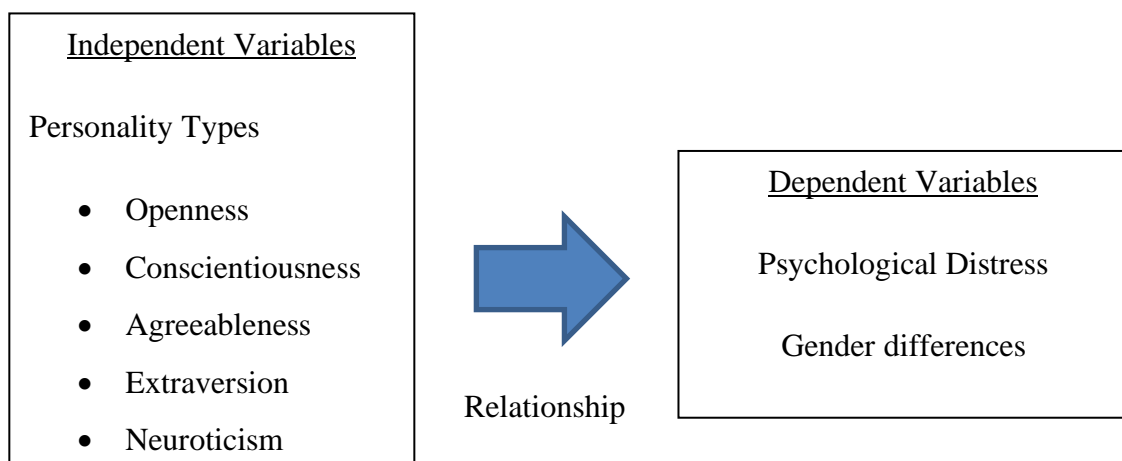 Independent Variables
Personality Types
• Openness
• Conscientiousness
• Agreeableness
• Extraversion
• Neuroticism
Relationship
Dependent Variables
Psychological Distress
Gender differences